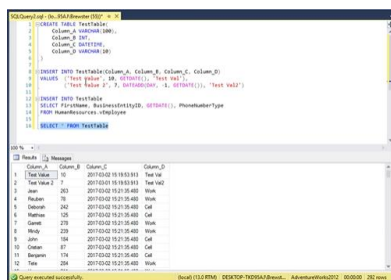 SQLQuery2.sql - (lo...95AJ\Brewster (55))*
CREATE TABLE TestTable(
Column_A VARCHAR(100),
Column_B INT,
Column_C DATETIME,
Column_D VARCHAR(10)
)
INSERT INTO TestTable(Column_A, Column_B, Column_C, Column_D)
VALUES ('Test Value', 10, GETDATE(), 'Test Val'),
('Test Value 2', 7, DATEADD(DAY, -1, GETDATE()), 'Test Val2')
INSERT INTO TestTable
SELECT FirstName, BusinessEntityID, GETDATE(), PhoneNumberType
FROM HumanResources.vEmployee
SELECT * FROM TestTable
100 %
Results Messages
Column_A Column_B Column_C Column_D
1 Test Value 10 2017-03-02 15:19:53.913 Test Val
2 Test Value 2 7 2017-03-01 15:19:53.913 Test Val2
3 Jean 263 2017-03-02 15:21:35.480 Work
4 Reuben 78 2017-03-02 15:21:35.480 Work
5 Deborah 242 2017-03-02 15:21:35.480 Cell
6 Matthias 125 2017-03-02 15:21:35.480 Cell
7 Garrett 278 2017-03-02 15:21:35.480 Work
8 Mindy 239 2017-03-02 15:21:35.480 Work
9 John 184 2017-03-02 15:21:35.480 Cell
10 Cristian 87 2017-03-02 15:21:35.480 Cell
11 Benjamin 174 2017-03-02 15:21:35.480 Cell
12 Tete 284 2017-03-02 15:21:35.480 Work
Query executed successfully. (local) (13.0 RTM) DESKTOP-TKD95AJ\Brewst... AdventureWorks2012 00:00:00 292 rows